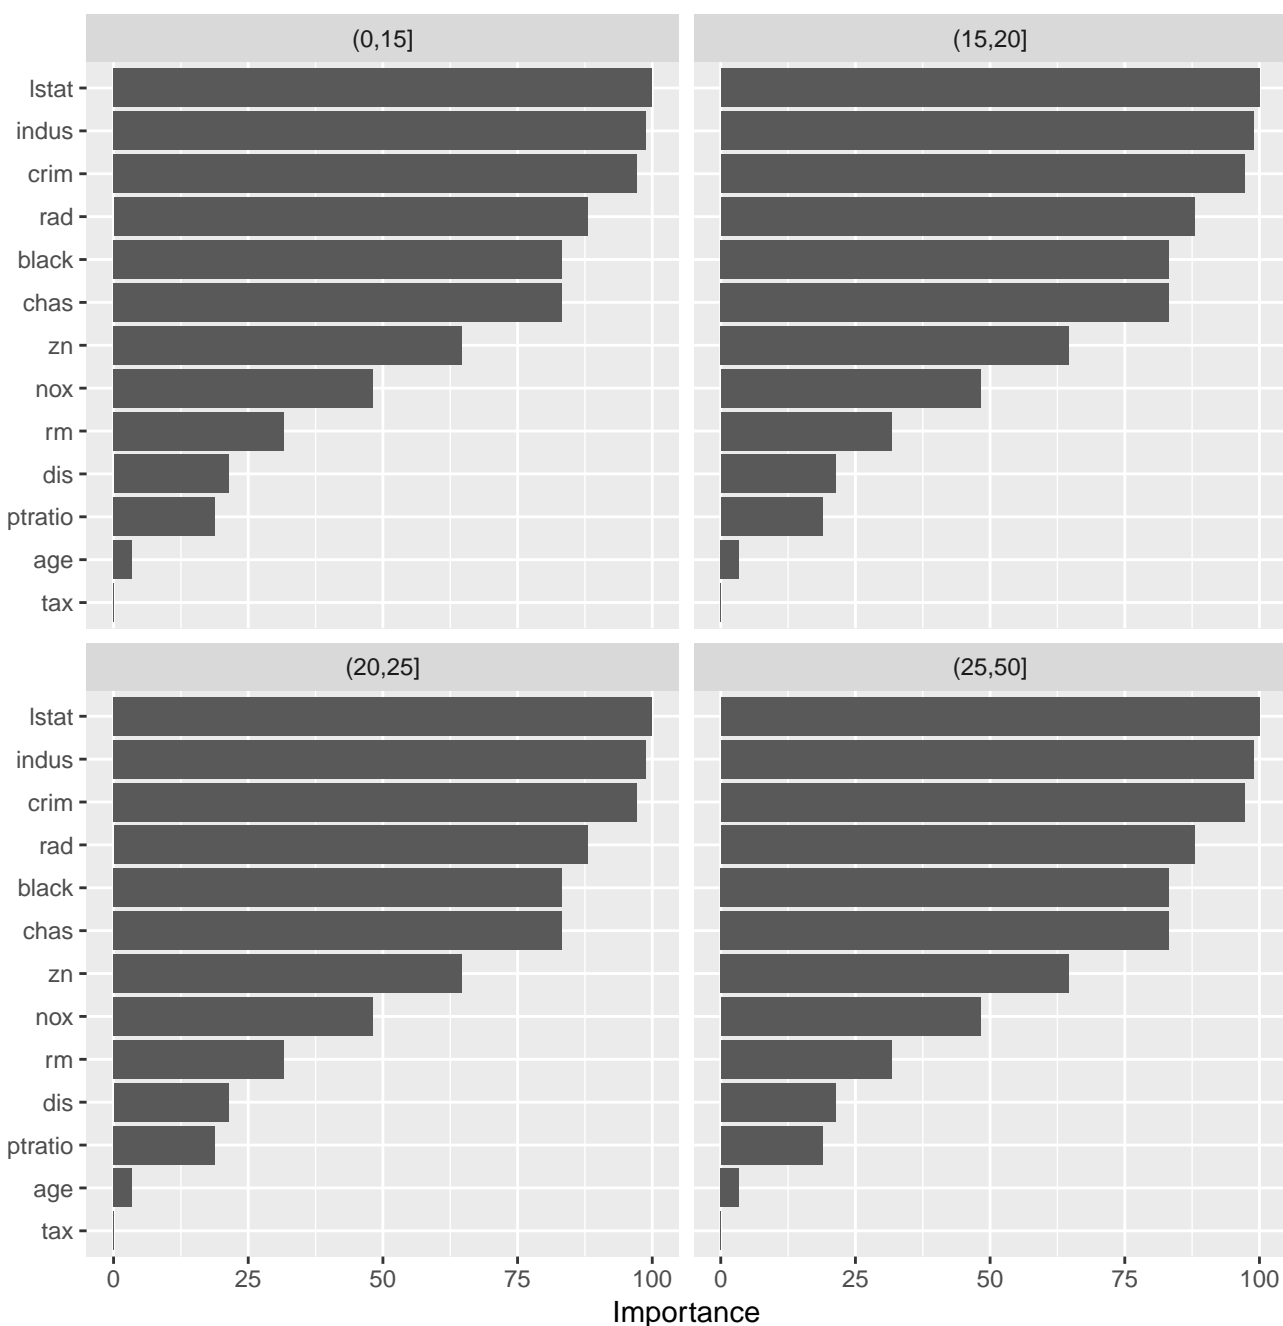 (0,15]
(15,20]
lstat
indus
crim
rad
black
chas
zn
nox
rm
dis
ptratio
age
tax
(20,25]
(25,50]
lstat
indus
crim
rad
black
chas
zn
nox
rm
dis
ptratio
age
tax
0 25 50 75 100 0 25 50 75 100
Importance